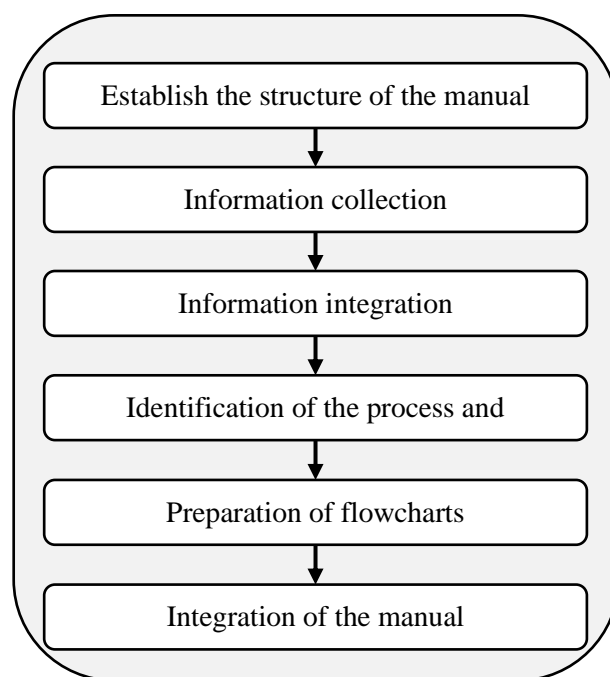 Establish the structure of the manual
Information collection
Information integration
Identification of the process and
Preparation of flowcharts
Integration of the manual